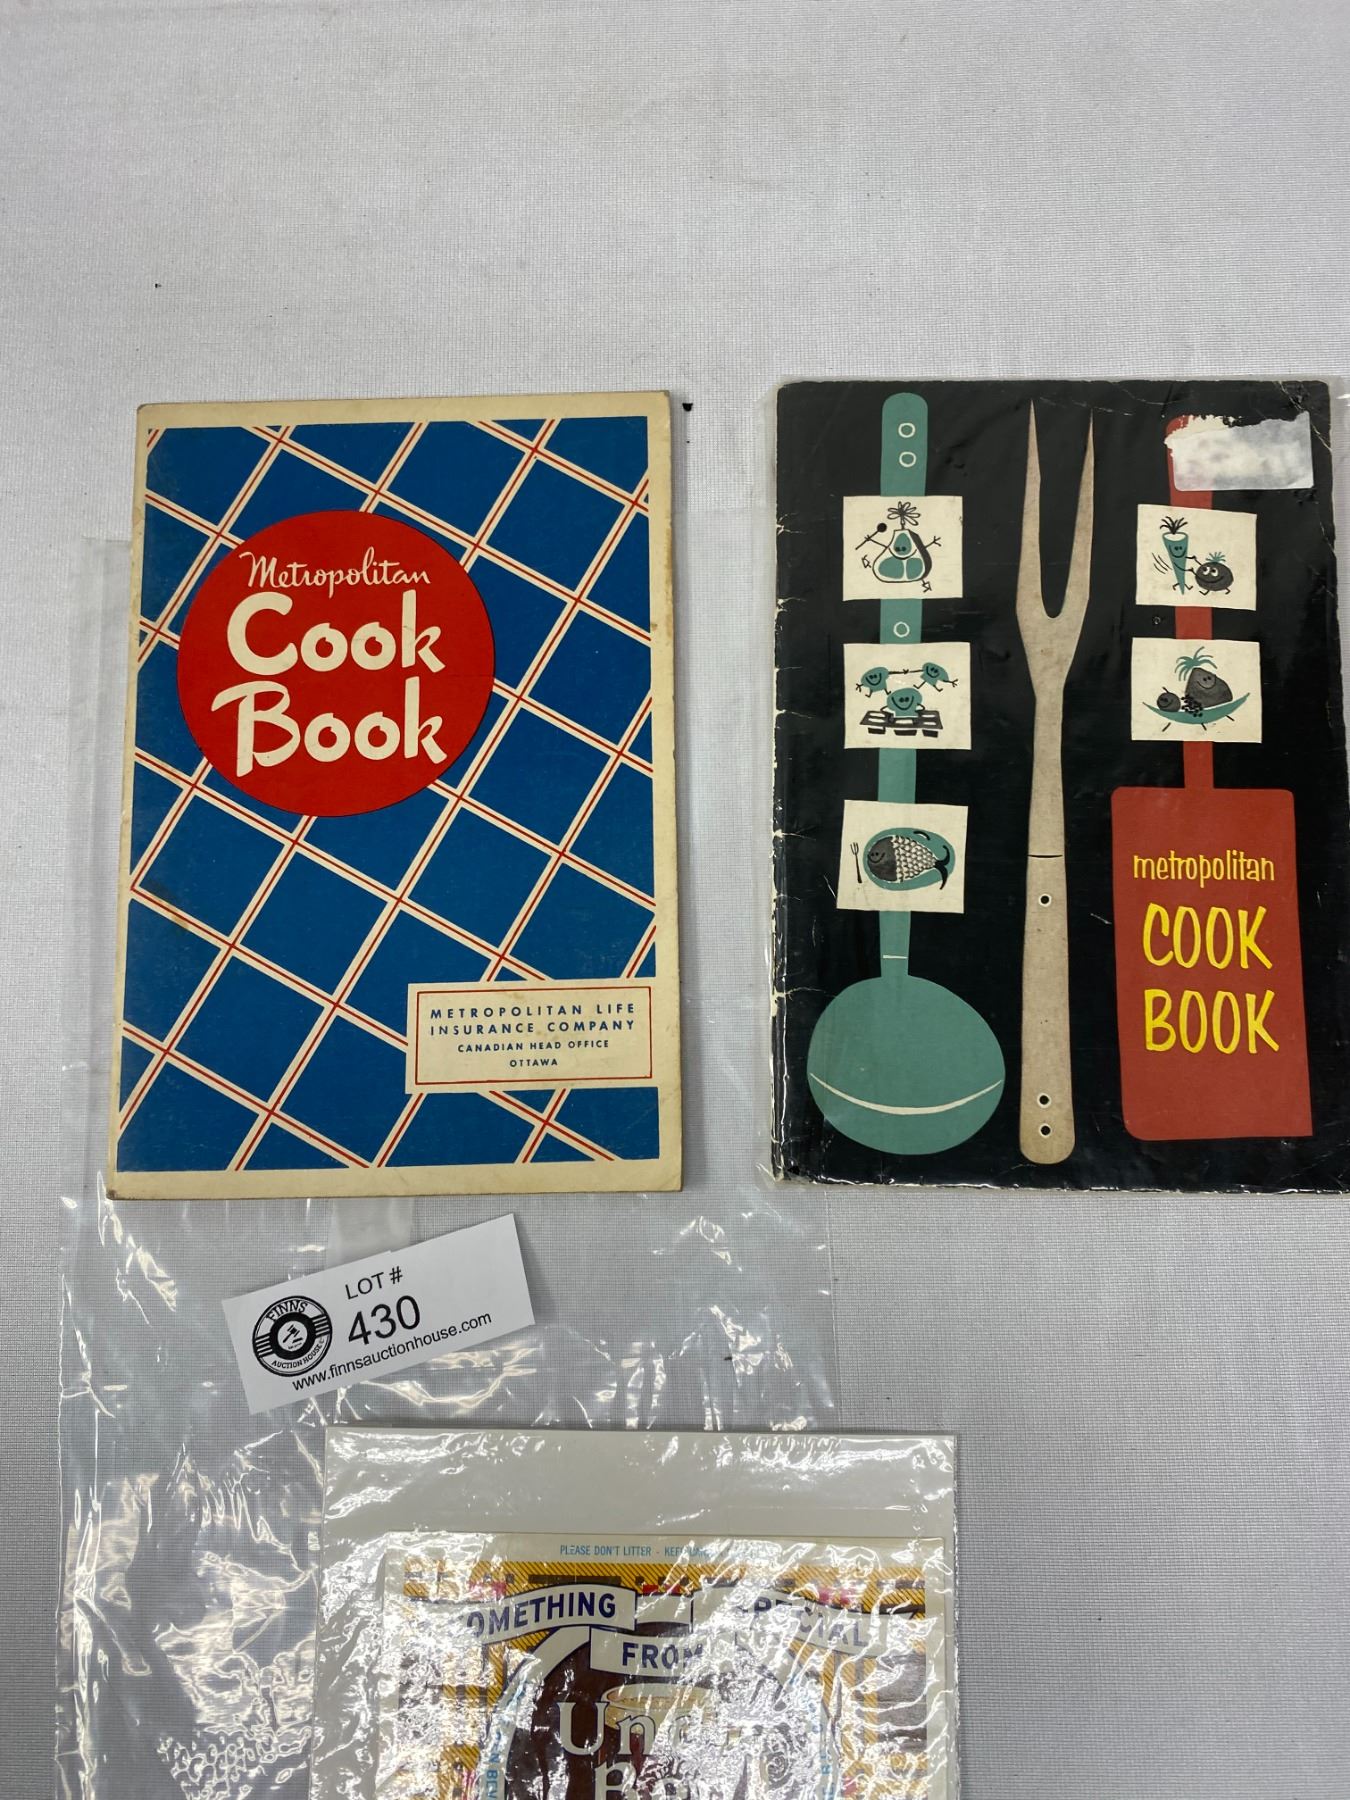 Metropolitan
Cook
Book
METROPOLITAN LIFE
INSURANCE COMPANY
CANADIAN HEAD OFFICE
OTTAWA
metropolitan
COOK
BOOK
LOT #
430
FINNS
AUCTION HOUSE
www.finnsauctionhouse.com
PLEASE DON'T LITTER - KEEP
SOMETHING SPECIAL
FROM